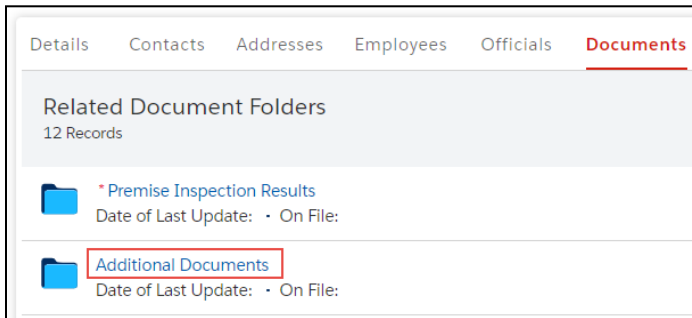 Details Contacts Addresses Employees Officials Documents
Related Document Folders
12 Records
* Premise Inspection Results
Date of Last Update: • On File:
Additional Documents
Date of Last Update: • On File: